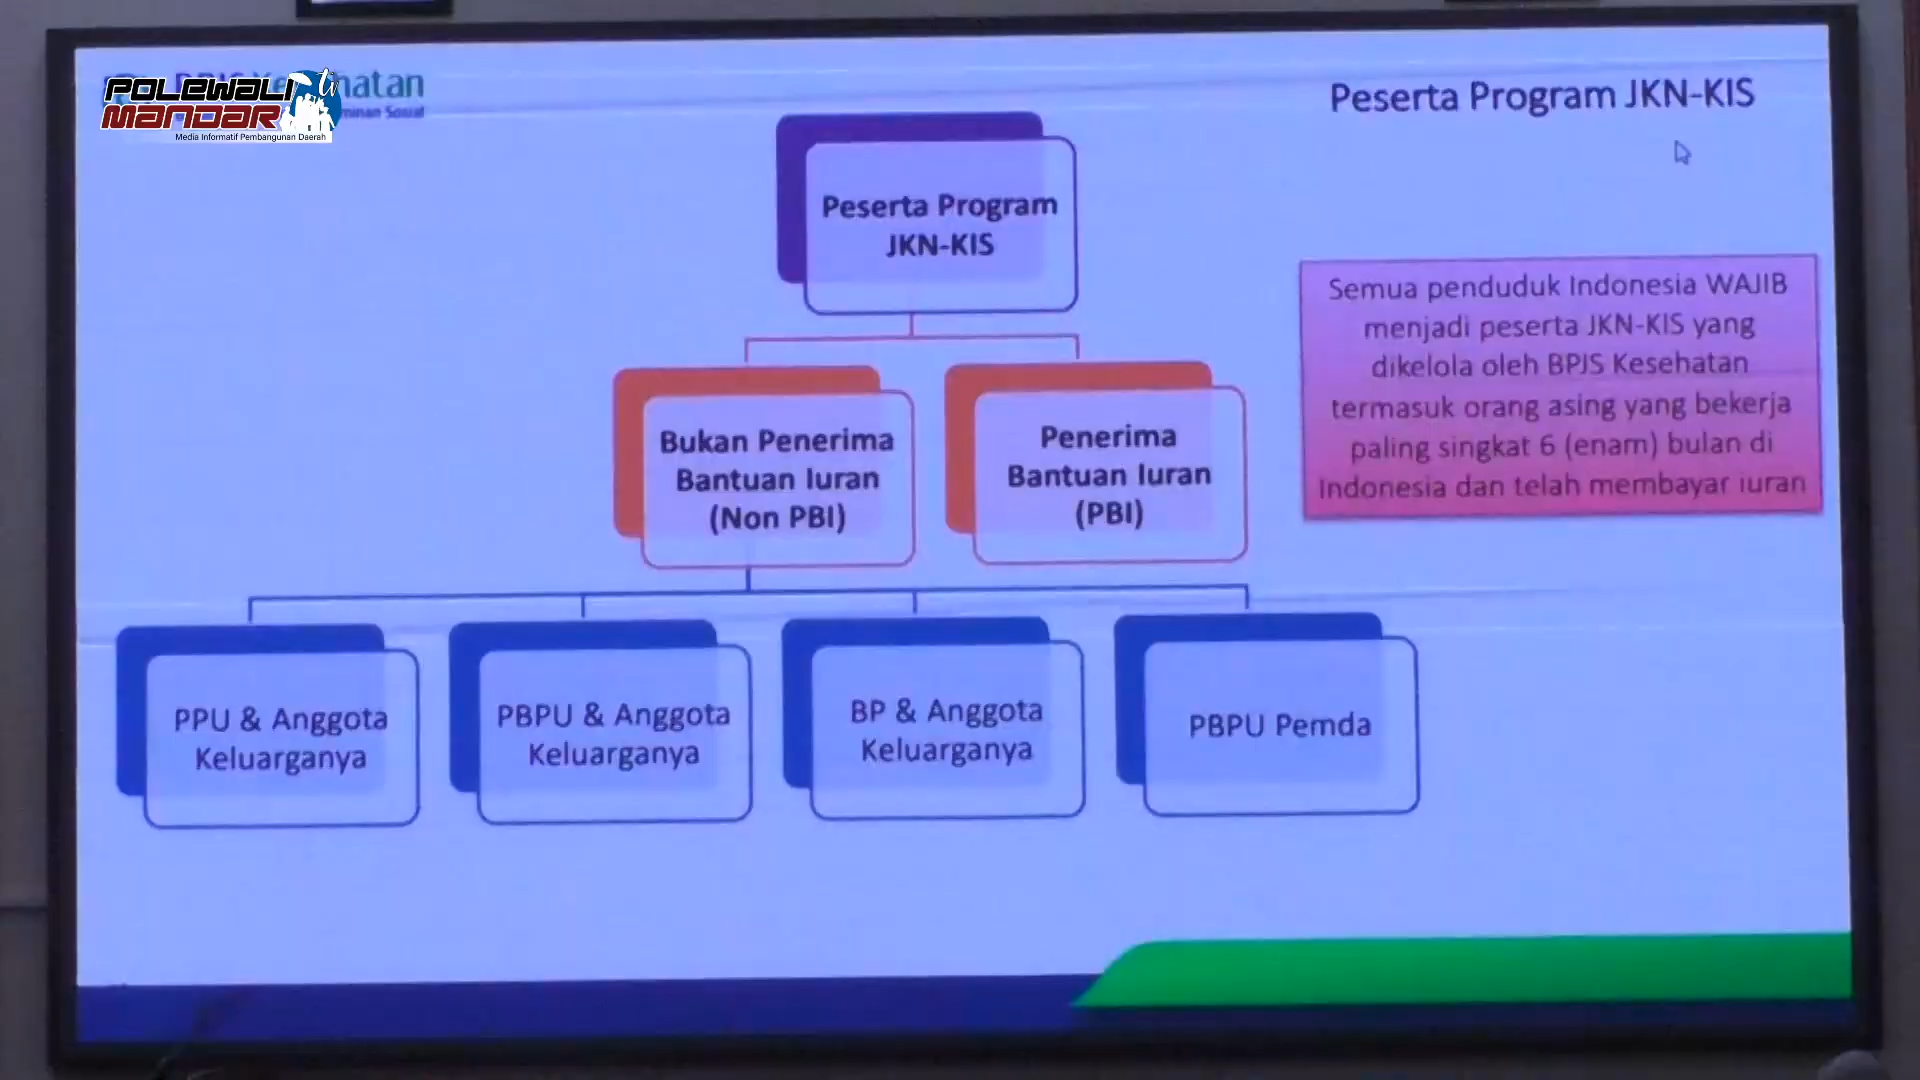 POLEWALI tv
MANDAR
Media Informatif Pembangunan Daerah
Peserta Program JKN-KIS
Peserta Program
JKN-KIS
Semua penduduk Indonesia WAJIB
menjadi peserta JKN-KIS yang
dikelola oleh BPJS Kesehatan
termasuk orang asing yang bekerja
paling singkat 6 (enam) bulan di
Indonesia dan telah membayar iuran
Bukan Penerima
Bantuan Iuran
(Non PBI)
Penerima
Bantuan Iuran
(PBI)
PPU & Anggota
Keluarganya
PBPU & Anggota
Keluarganya
BP & Anggota
Keluarganya
PBPU Pemda